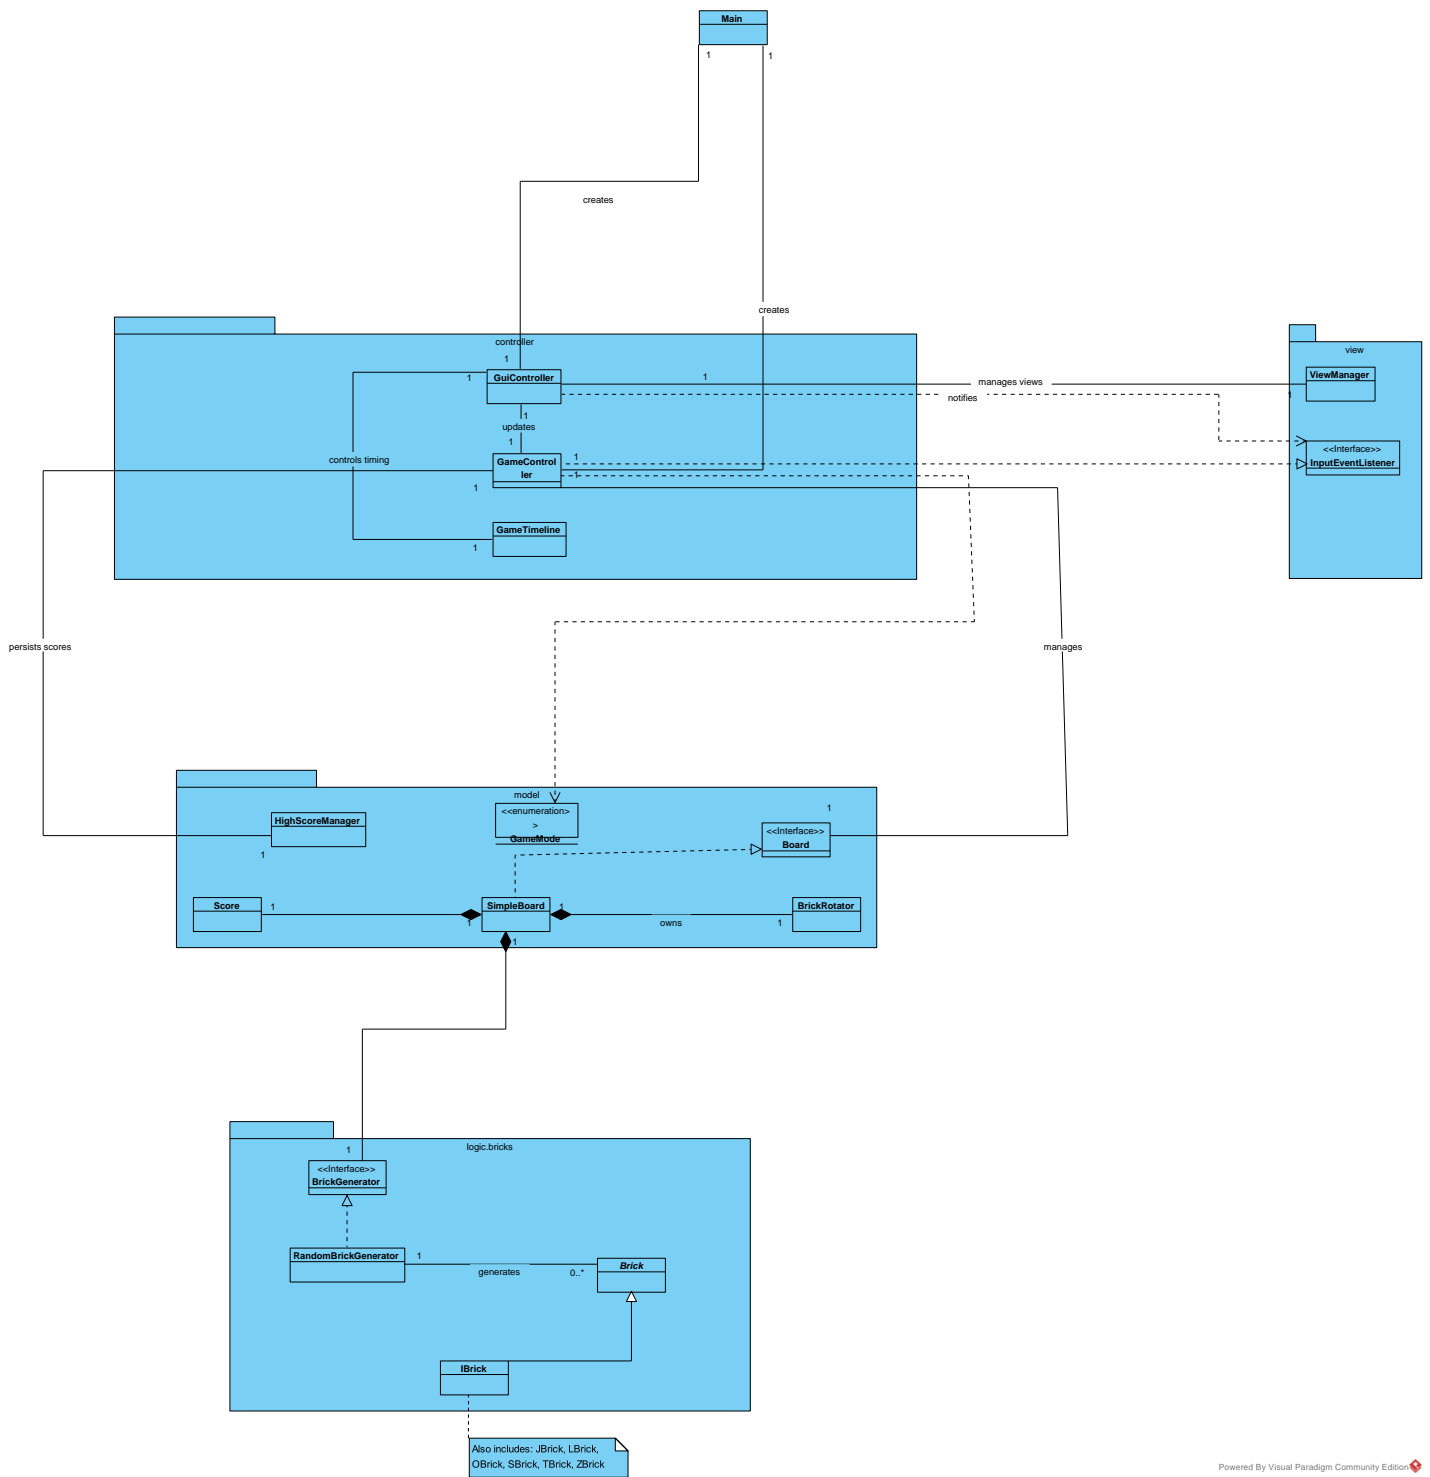 Main
1
1
creates
creates
controller
view
1
1
GuiController
1
manages views
ViewManager
notifies
1
1
updates
1
<<Interface>>
InputEventListener
controls timing
GameControl
ler
1
1
1
GameTimeline
1
persists scores
manages
model
<<enumeration>
>
GameMode
1
HighScoreManager
<<Interface>>
Board
1
Score
1
1
SimpleBoard
1
owns
1
BrickRotator
1
logic.bricks
1
<<Interface>>
BrickGenerator
RandomBrickGenerator
1
generates
0..*
Brick
IBrick
Also includes: JBrick, LBrick,
OBrick, SBrick, TBrick, ZBrick
Powered By Visual Paradigm Community Edition